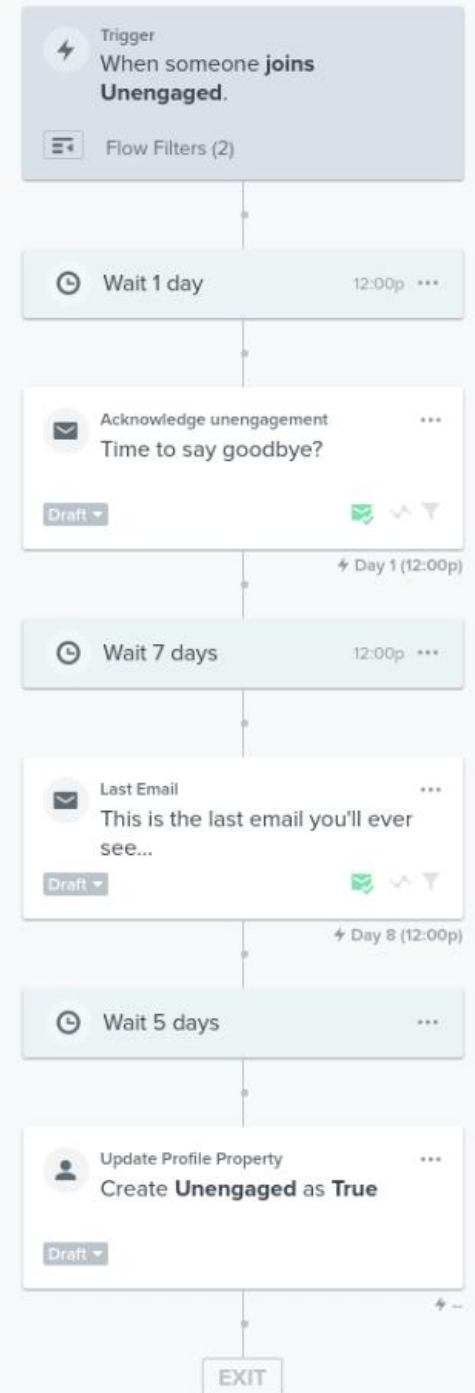 Trigger
When someone joins
Unengaged.
Flow Filters (2)
Wait 1 day 12:00p
Acknowledge unengagement
Time to say goodbye?
Draft
Day 1 (12:00p)
Wait 7 days 12:00p
Last Email
This is the last email you'll ever
see...
Draft
Day 8 (12:00p)
Wait 5 days
Update Profile Property
Create Unengaged as True
Draft
--
EXIT